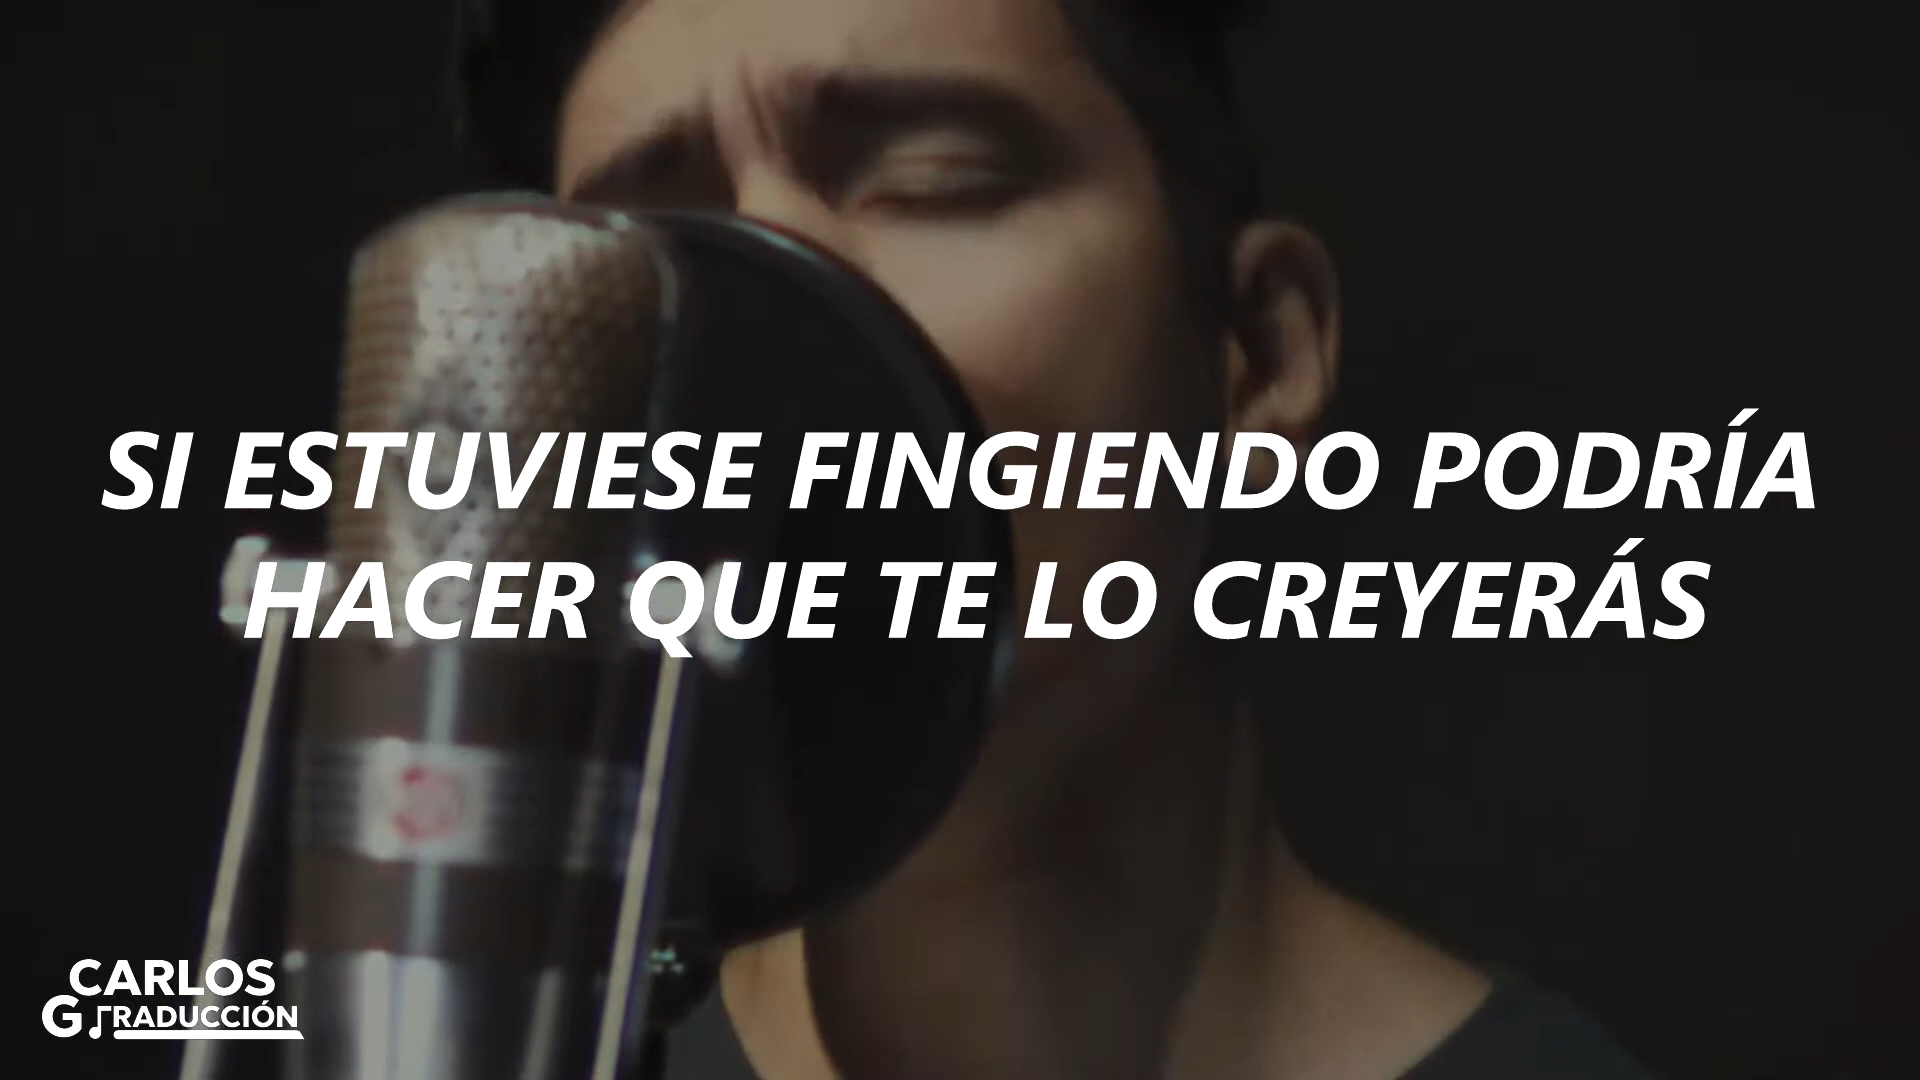 SI ESTUVIESE FINGIENDO PODRÍA
HACER QUE TE LO CREYERÁS
CARLOS
G. TRADUCCIÓN